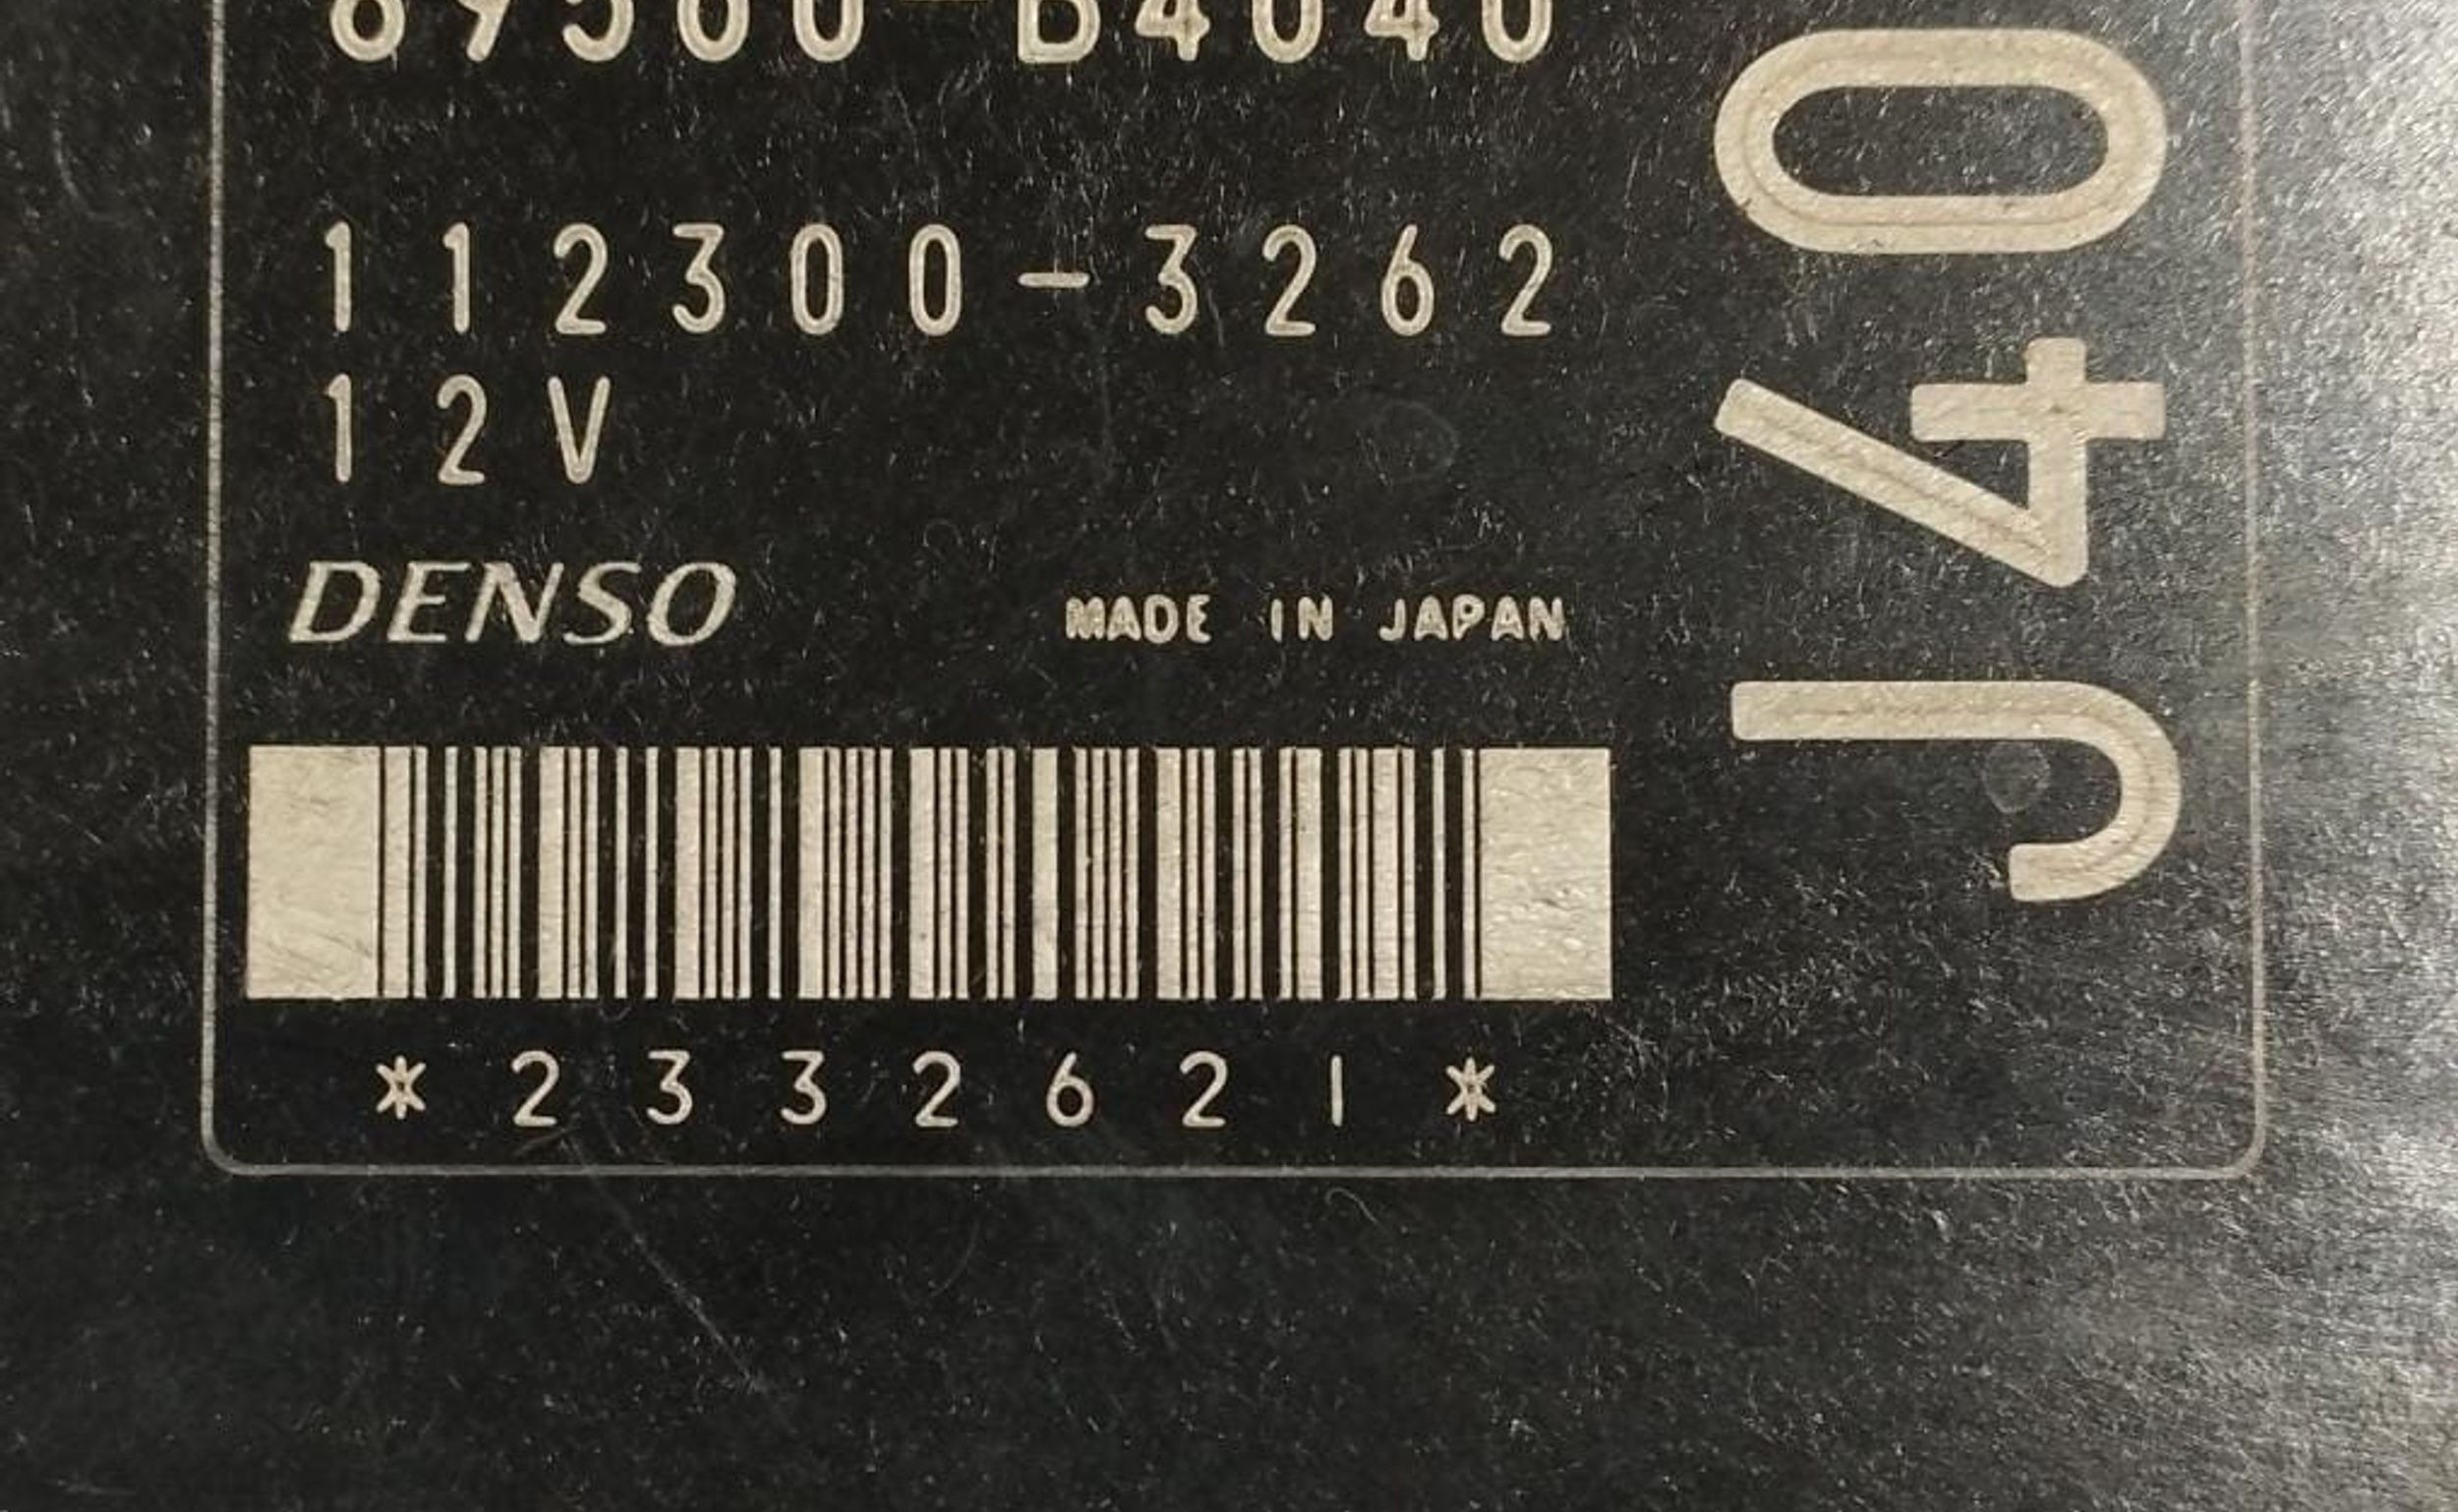 112300-3262
12V
DENSO
MADE IN JAPAN
*2332621*
J40